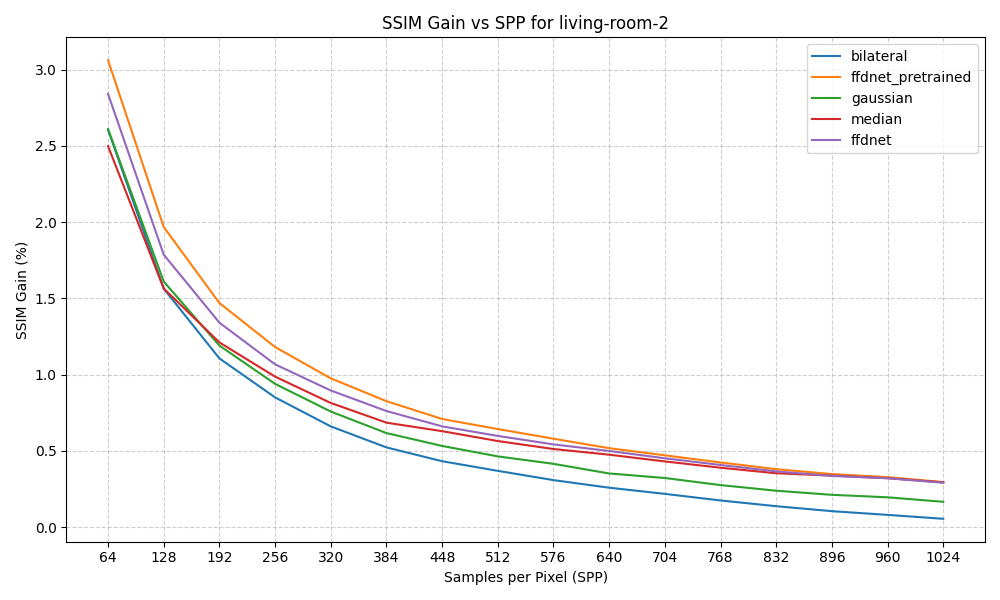 SSIM Gain vs SPP for living-room-2
bilateral
ffdnet_pretrained
gaussian
median
ffdnet
SSIM Gain (%)
3.0
2.5
2.0
1.5
1.0
0.5
0.0
64 128 192 256 320 384 448 512 576 640 704 768 832 896 960 1024
Samples per Pixel (SPP)